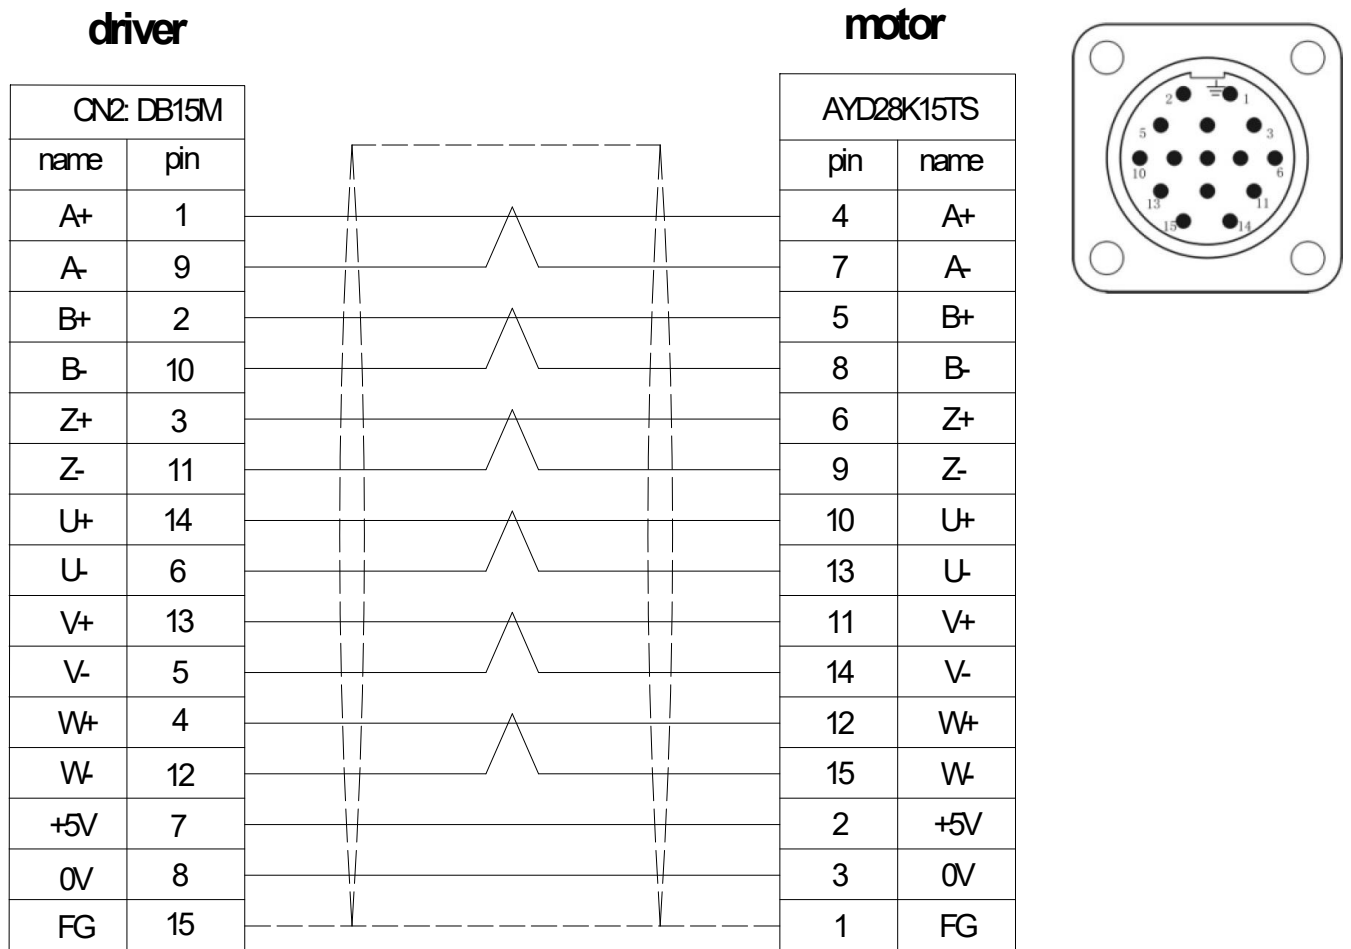 driver
motor
CN2: DB15M
AYD28K15TS
name pin
pin name
A+ 1
4 A+
A- 9
7 A-
B+ 2
5 B+
B- 10
8 B-
Z+ 3
6 Z+
Z- 11
9 Z-
U+ 14
10 U+
U- 6
13 U-
V+ 13
11 V+
V- 5
14 V-
W+ 4
12 W+
W- 12
15 W-
+5V 7
2 +5V
0V 8
3 0V
FG 15
1 FG
2 1
5 3
10 6
13 11
15 14